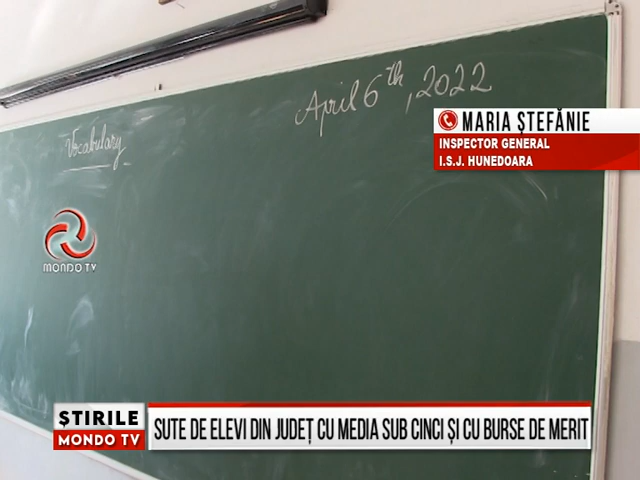 April 6th, 2022
Vocabulary
MARIA ȘTEFĂNIE
INSPECTOR GENERAL
I.S.J. HUNEDOARA
MONDO TV
ȘTIRILE
MONDO TV
SUTE DE ELEVI DIN JUDEȚ CU MEDIA SUB CINCI ȘI CU BURSE DE MERIT